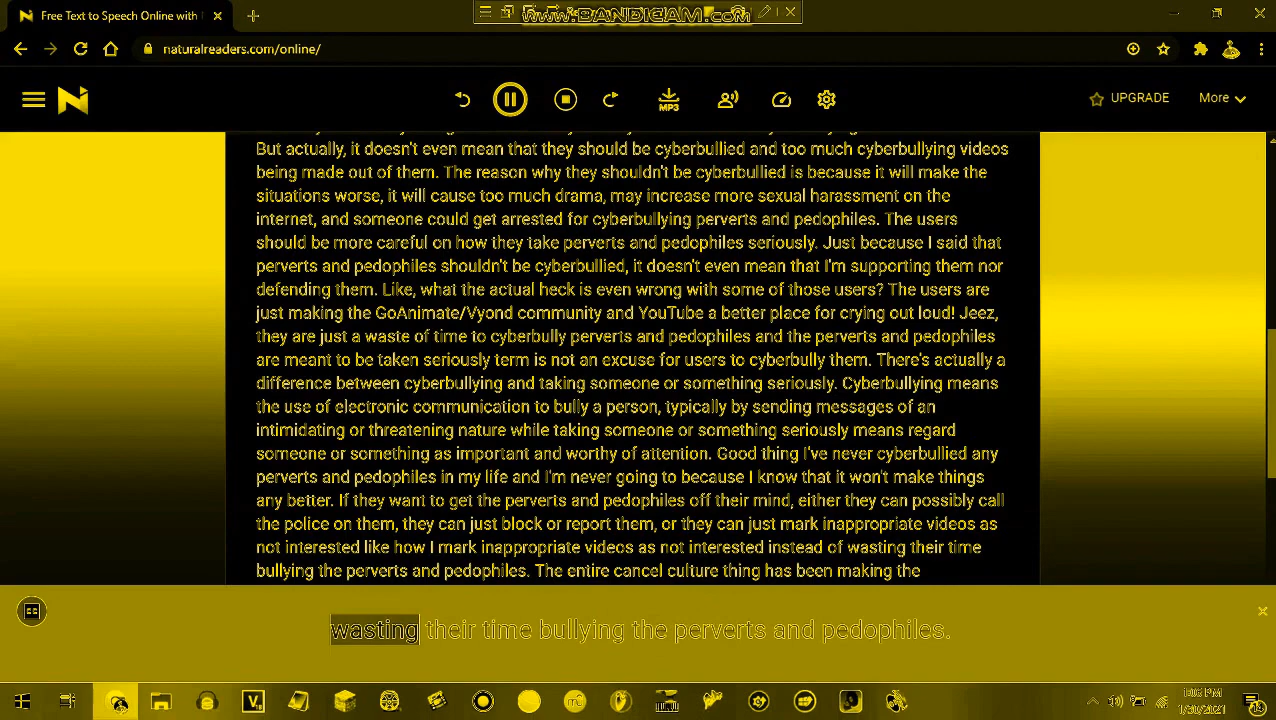 Free Text to Speech Online with
www.BANDICAM.com
naturalreaders.com/online/
MP3
UPGRADE
More
But actually, it doesn't even mean that they should be cyberbullied and too much cyberbullying videos
being made out of them. The reason why they shouldn't be cyberbullied is because it will make the
situations worse, it will cause too much drama, may increase more sexual harassment on the
internet, and someone could get arrested for cyberbullying perverts and pedophiles. The users
should be more careful on how they take perverts and pedophiles seriously. Just because I said that
perverts and pedophiles shouldn't be cyberbullied, it doesn't even mean that I'm supporting them nor
defending them. Like, what the actual heck is even wrong with some of those users? The users are
just making the GoAnimate/Vyond community and YouTube a better place for crying out loud! Jeez,
they are just a waste of time to cyberbully perverts and pedophiles and the perverts and pedophiles
are meant to be taken seriously term is not an excuse for users to cyberbully them. There's actually a
difference between cyberbullying and taking someone or something seriously. Cyberbullying means
the use of electronic communication to bully a person, typically by sending messages of an
intimidating or threatening nature while taking someone or something seriously means regard
someone or something as important and worthy of attention. Good thing I've never cyberbullied any
perverts and pedophiles in my life and I'm never going to because I know that it won't make things
any better. If they want to get the perverts and pedophiles off their mind, either they can possibly call
the police on them, they can just block or report them, or they can just mark inappropriate videos as
not interested like how I mark inappropriate videos as not interested instead of wasting their time
bullying the perverts and pedophiles. The entire cancel culture thing has been making the
wasting their time bullying the perverts and pedophiles.